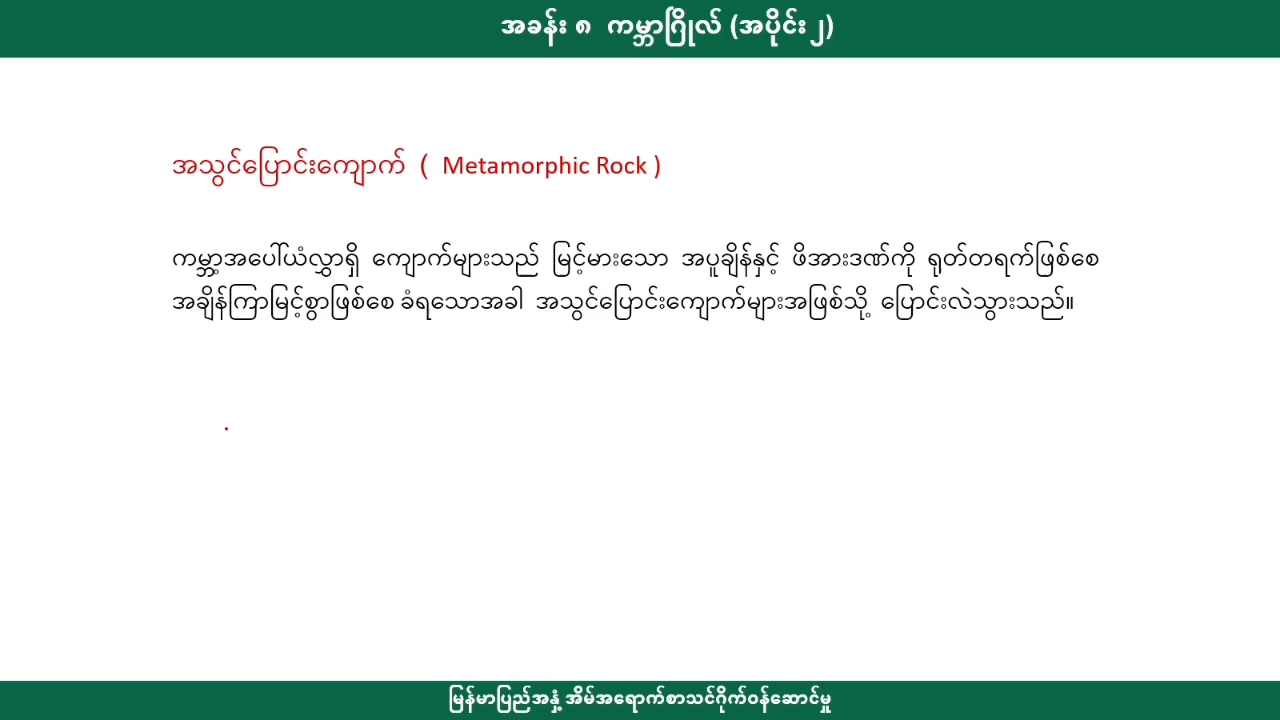 အခန်း ၈ ကမ္ဘာဂြိုလ် (အပိုင်း ၂)
အသွင်ပြောင်းကျောက် ( Metamorphic Rock )
ကမ္ဘာ့အပေါ်ယံလွှာရှိ ကျောက်များသည် မြင့်မားသော အပူချိန်နှင့် ဖိအားဒဏ်ကို ရုတ်တရက်ဖြစ်စေ
အချိန်ကြာမြင့်စွာဖြစ်စေ ခံရသောအခါ အသွင်ပြောင်းကျောက်များအဖြစ်သို့ ပြောင်းလဲသွားသည်။
မြန်မာပြည်အနှံ့ အိမ်အရောက်စာသင်ဂိုက်ဝန်ဆောင်မှု